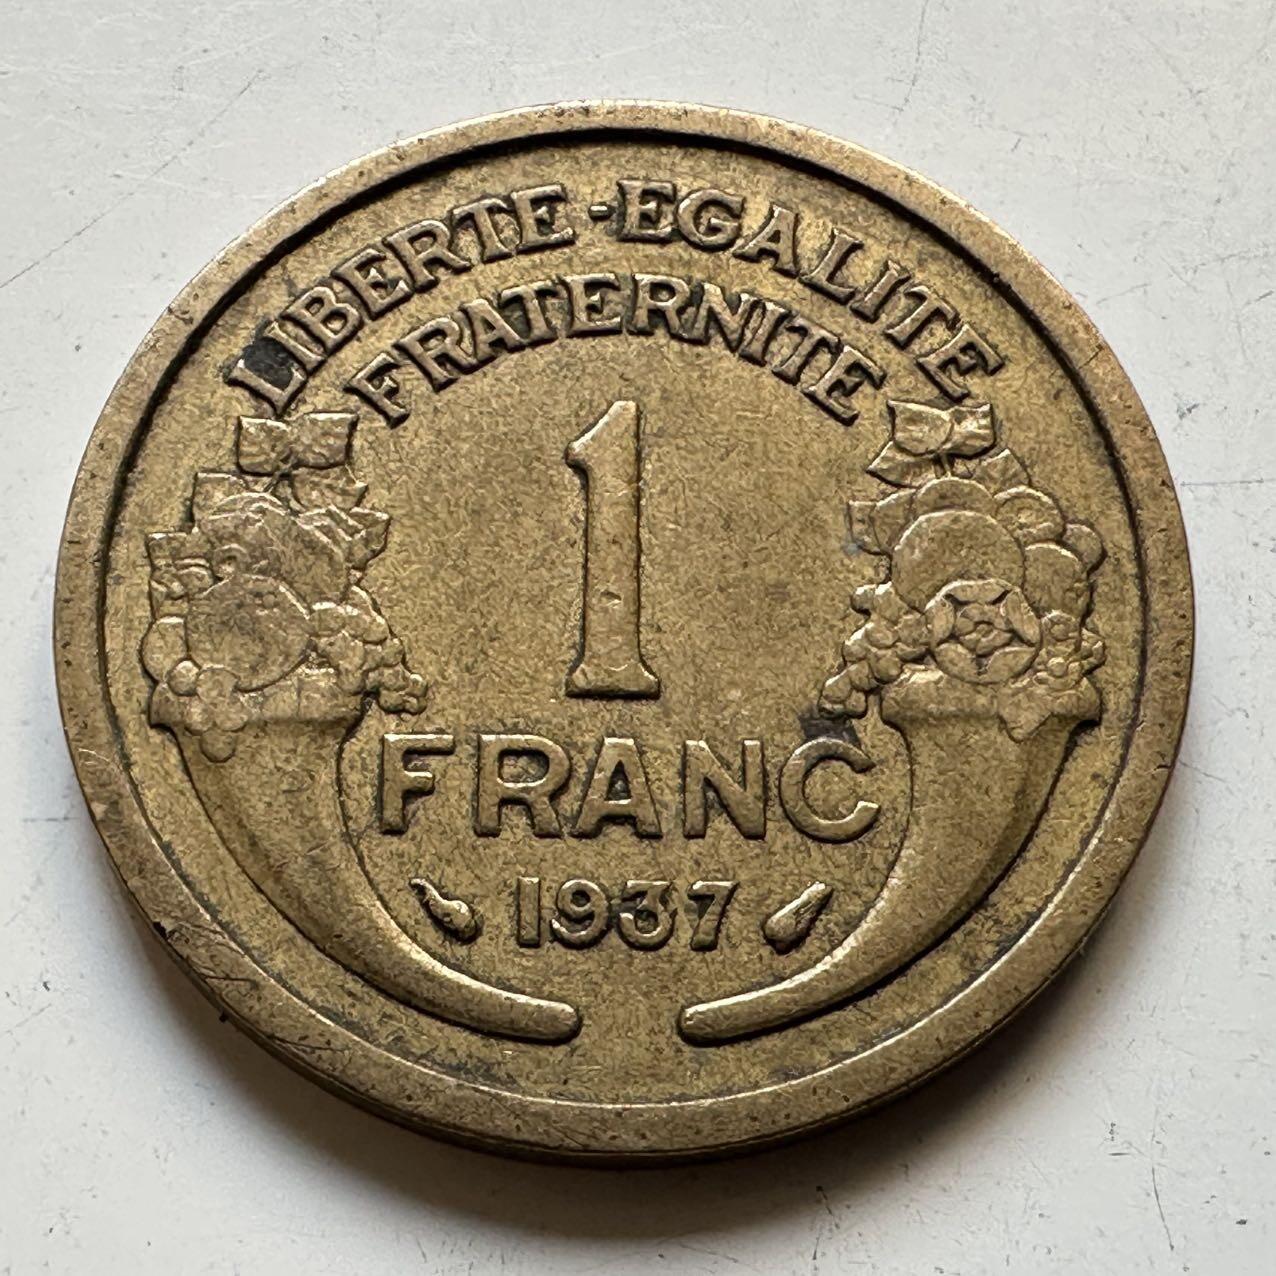 LIBERTE-EGALITE
FRATERNITE
1
FRANC
1937